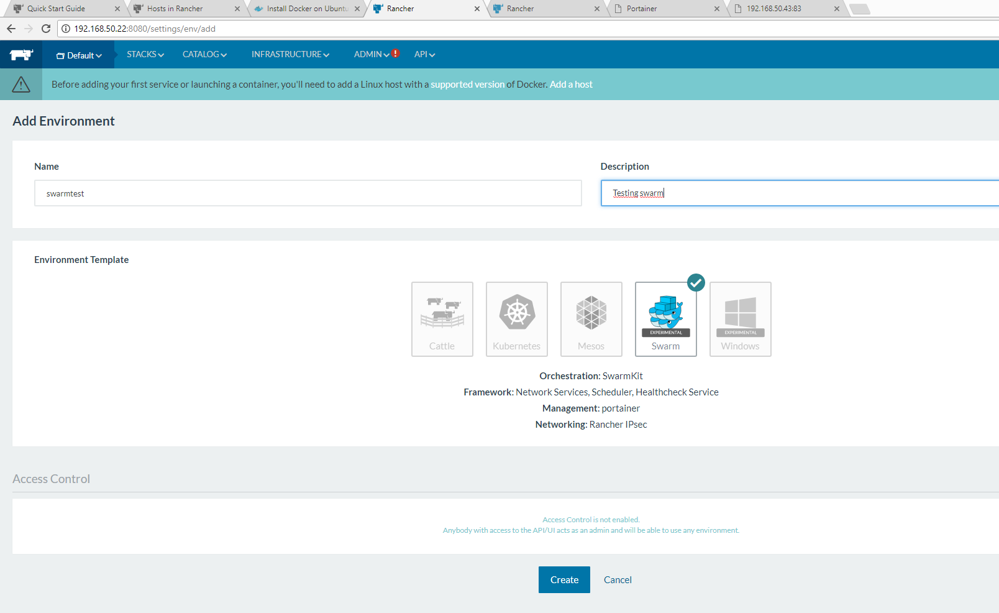 Quick Start Guide
Hosts in Rancher
Install Docker on Ubuntu
Rancher
Rancher
Portainer
192.168.50.43:83
192.168.50.22:8080/settings/env/add
Default
STACKS
CATALOG
INFRASTRUCTURE
ADMIN
API
Before adding your first service or launching a container, you'll need to add a Linux host with a supported version of Docker. Add a host
Add Environment
Name
Description
swarmtest
Testing swarm
Environment Template
EXPERIMENTAL
EXPERIMENTAL
Cattle
Kubernetes
Mesos
Swarm
Windows
Orchestration: SwarmKit
Framework: Network Services, Scheduler, Healthcheck Service
Management: portainer
Networking: Rancher IPsec
Access Control
Access Control is not enabled.
Anybody with access to the API/UI acts as an admin and will be able to use any environment.
Create
Cancel